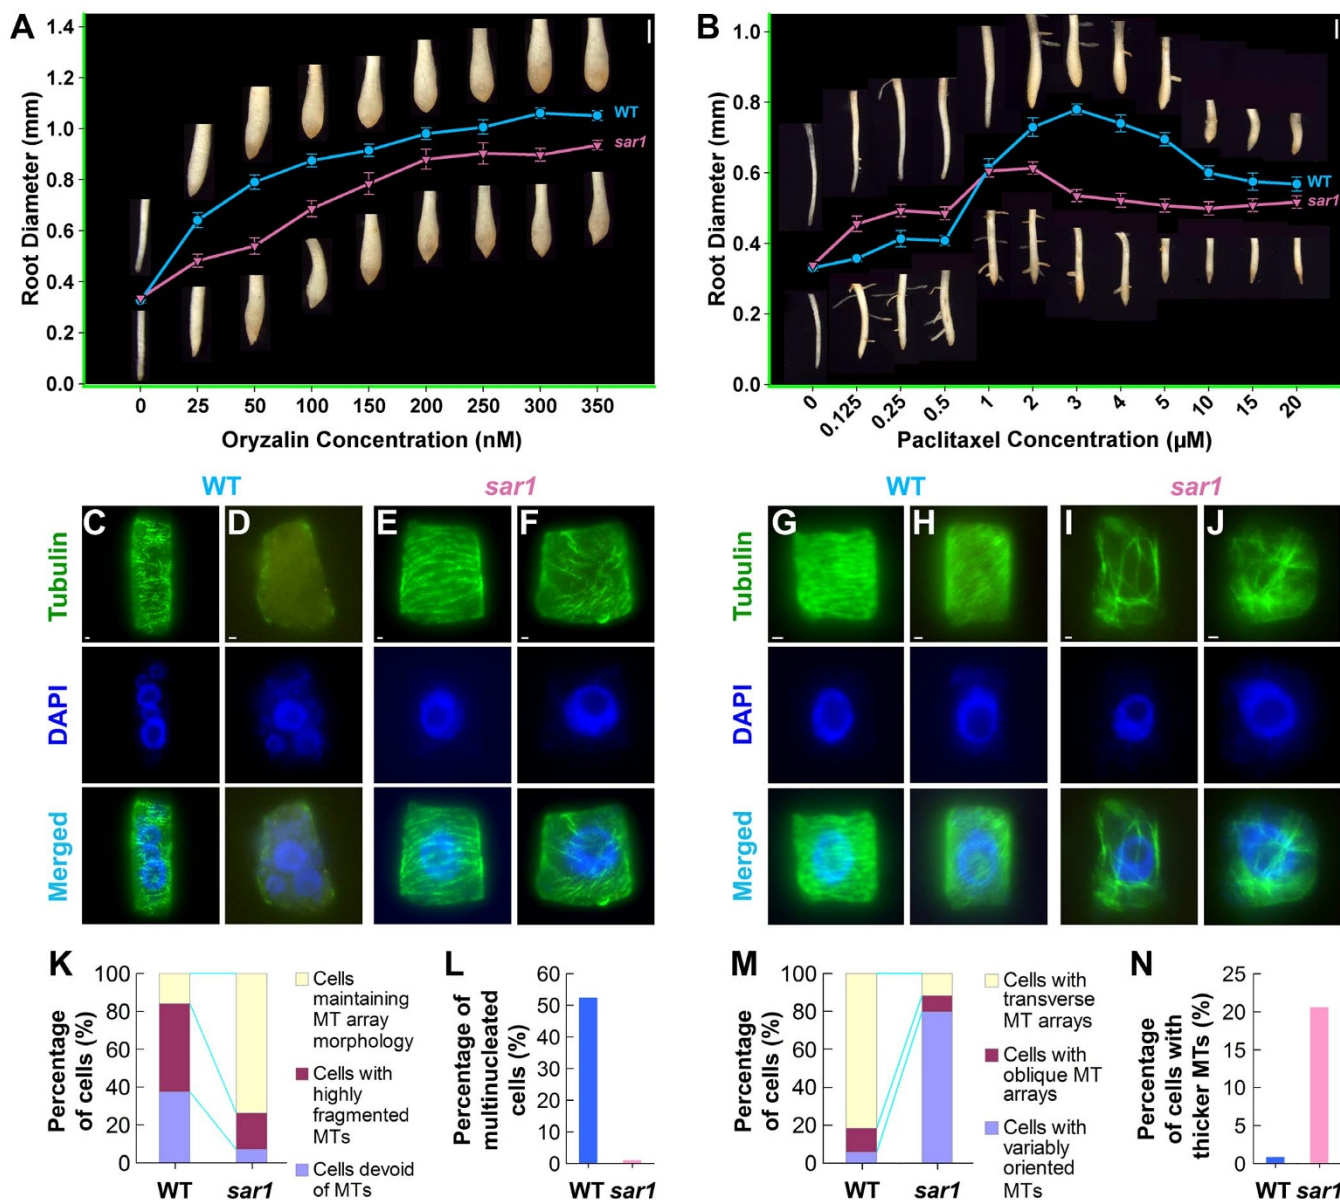 A
Root Diameter (mm)
1.4
1.2
1.0
0.8
0.6
0.4
0.2
0.0
WT
sar1
0 25 50 100 150 200 250 300 350
Oryzalin Concentration (nM)
B
Root Diameter (mm)
1.0
0.8
0.6
0.4
0.2
0.0
WT
sar1
0 0.125 0.25 0.5 1 2 3 4 5 10 15 20
Paclitaxel Concentration (µM)
WT sar1
C D E F
Tubulin
DAPI
Merged
WT sar1
G H I J
Tubulin
DAPI
Merged
K
Percentage
of cells (%)
100
80
60
40
20
0
WT sar1
Cells
maintaining
MT array
morphology
Cells with
highly
fragmented
MTs
Cells devoid
of MTs
L
Percentage of
multinucleated
cells (%)
60
50
40
30
20
10
0
WT sar1
M
Percentage
of cells (%)
100
80
60
40
20
0
WT sar1
Cells with
transverse
MT arrays
Cells with
oblique MT
arrays
Cells with
variably
oriented
MTs
N
Percentage
of cells with
thicker MTs (%)
25
20
15
10
5
0
WT sar1